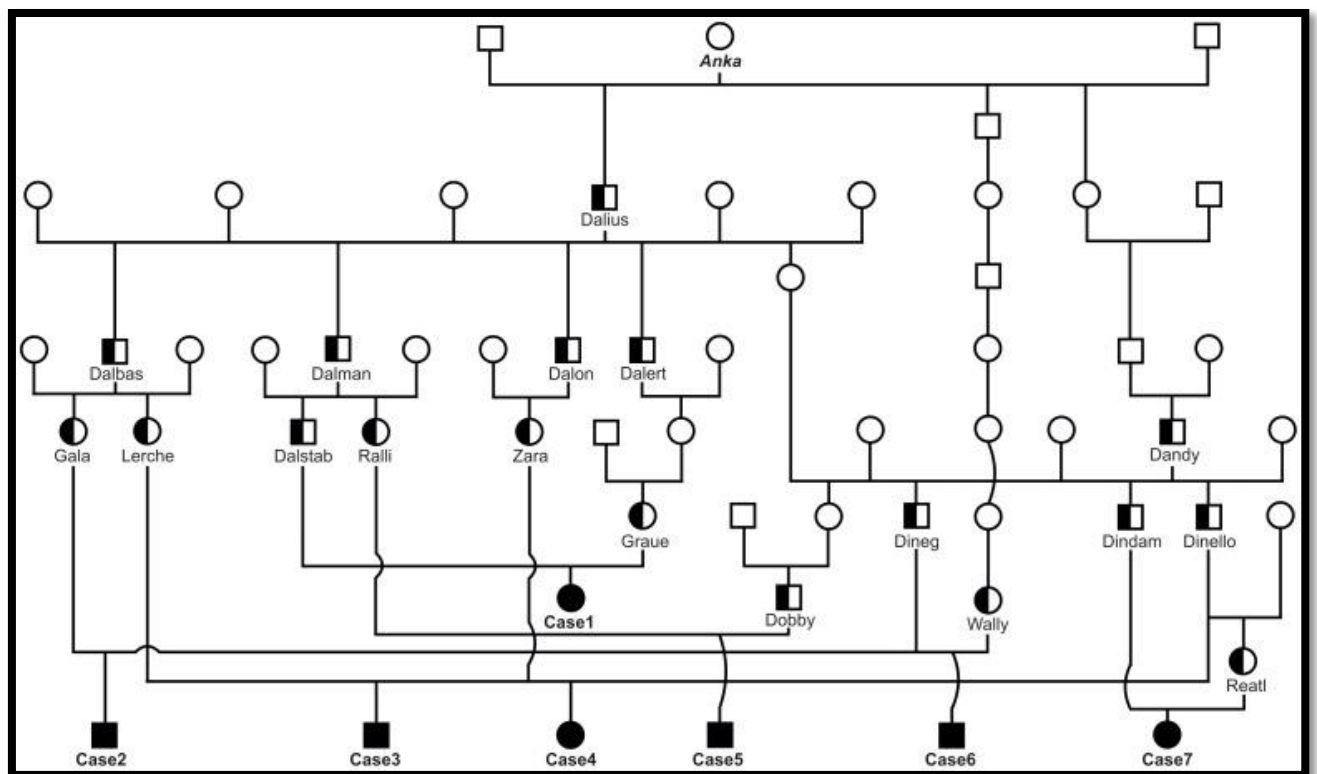 Anka
Dalius
Dalbas
Dalman
Dalon
Dalert
Gala
Lerche
Dalstab
Ralli
Zara
Dandy
Graue
Dineg
Dindam
Dinello
Case1
Dobby
Wally
Reatl
Case2
Case3
Case4
Case5
Case6
Case7